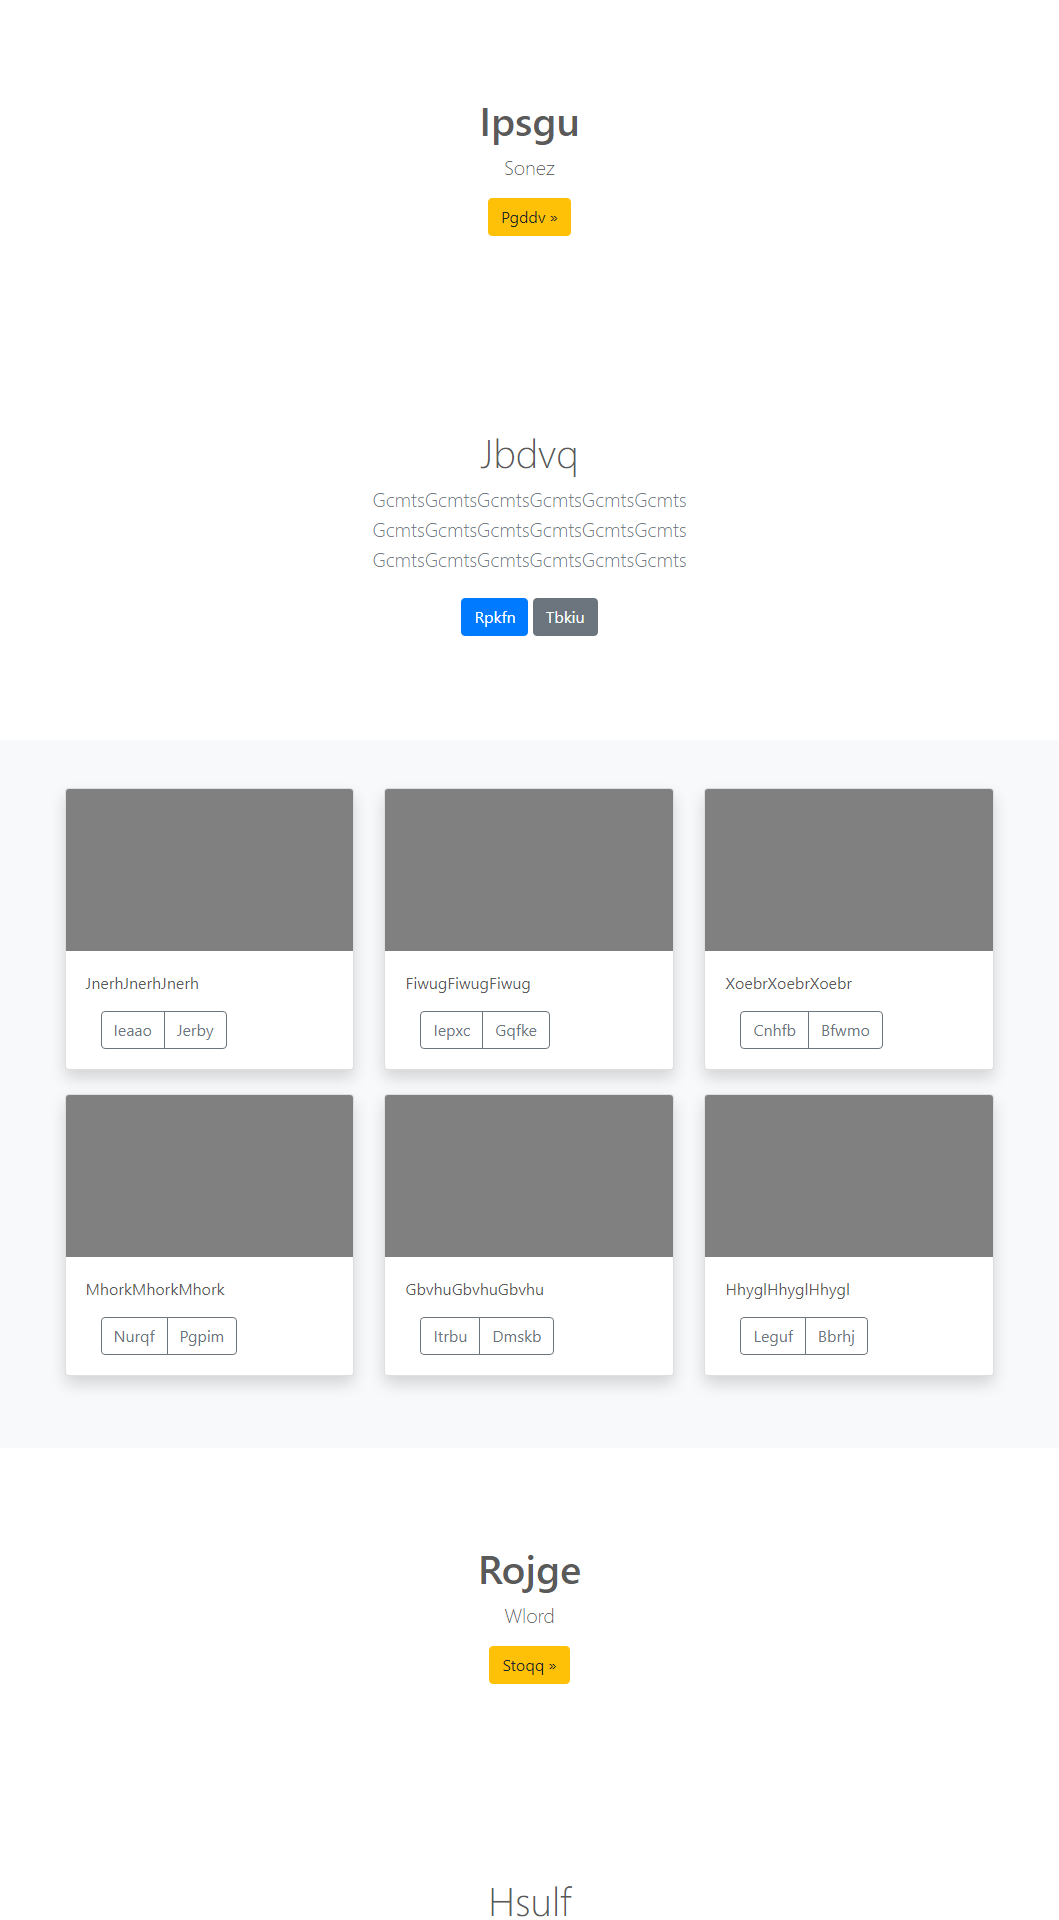 Ipsgu
Sonez
Pgddv »
Jbdvq
GcmtsGcmtsGcmtsGcmtsGcmtsGcmts
GcmtsGcmtsGcmtsGcmtsGcmtsGcmts
GcmtsGcmtsGcmtsGcmtsGcmtsGcmts
Rpkfn Tbkiu
JnerhJnerhJnerh
Ieaao Jerby
FiwugFiwugFiwug
Iepxc Gqfke
XoebrXoebrXoebr
Cnhfb Bfwmo
MhorkMhorkMhork
Nurqf Pgpim
GbvhuGbvhuGbvhu
Itrbu Dmskb
HhyglHhyglHhygl
Leguf Bbrhj
Rojge
Wlord
Stoqq »
Hsulf